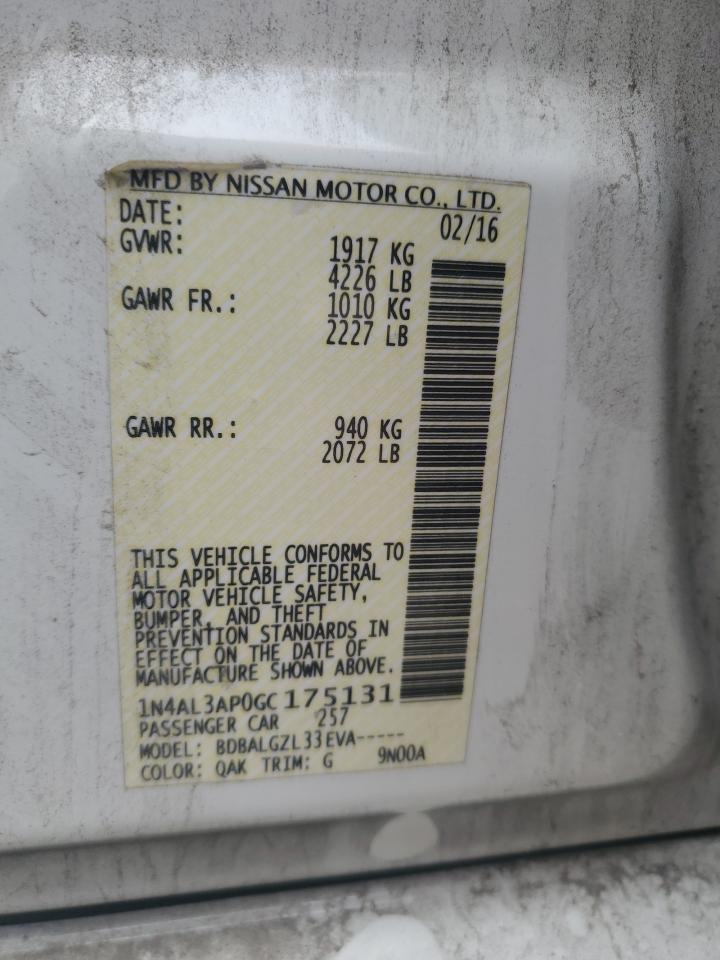 MFD BY NISSAN MOTOR CO., LTD.
DATE: 02/16
GVWR: 1917 KG
4226 LB
GAWR FR.: 1010 KG
2227 LB
GAWR RR.: 940 KG
2072 LB
THIS VEHICLE CONFORMS TO
ALL APPLICABLE FEDERAL
MOTOR VEHICLE SAFETY,
BUMPER, AND THEFT
PREVENTION STANDARDS IN
EFFECT ON THE DATE OF
MANUFACTURE SHOWN ABOVE.
1N4AL3AP0GC175131
PASSENGER CAR 257
MODEL: BDBALGZL33EVA-----
COLOR: QAK TRIM: G 9N00A